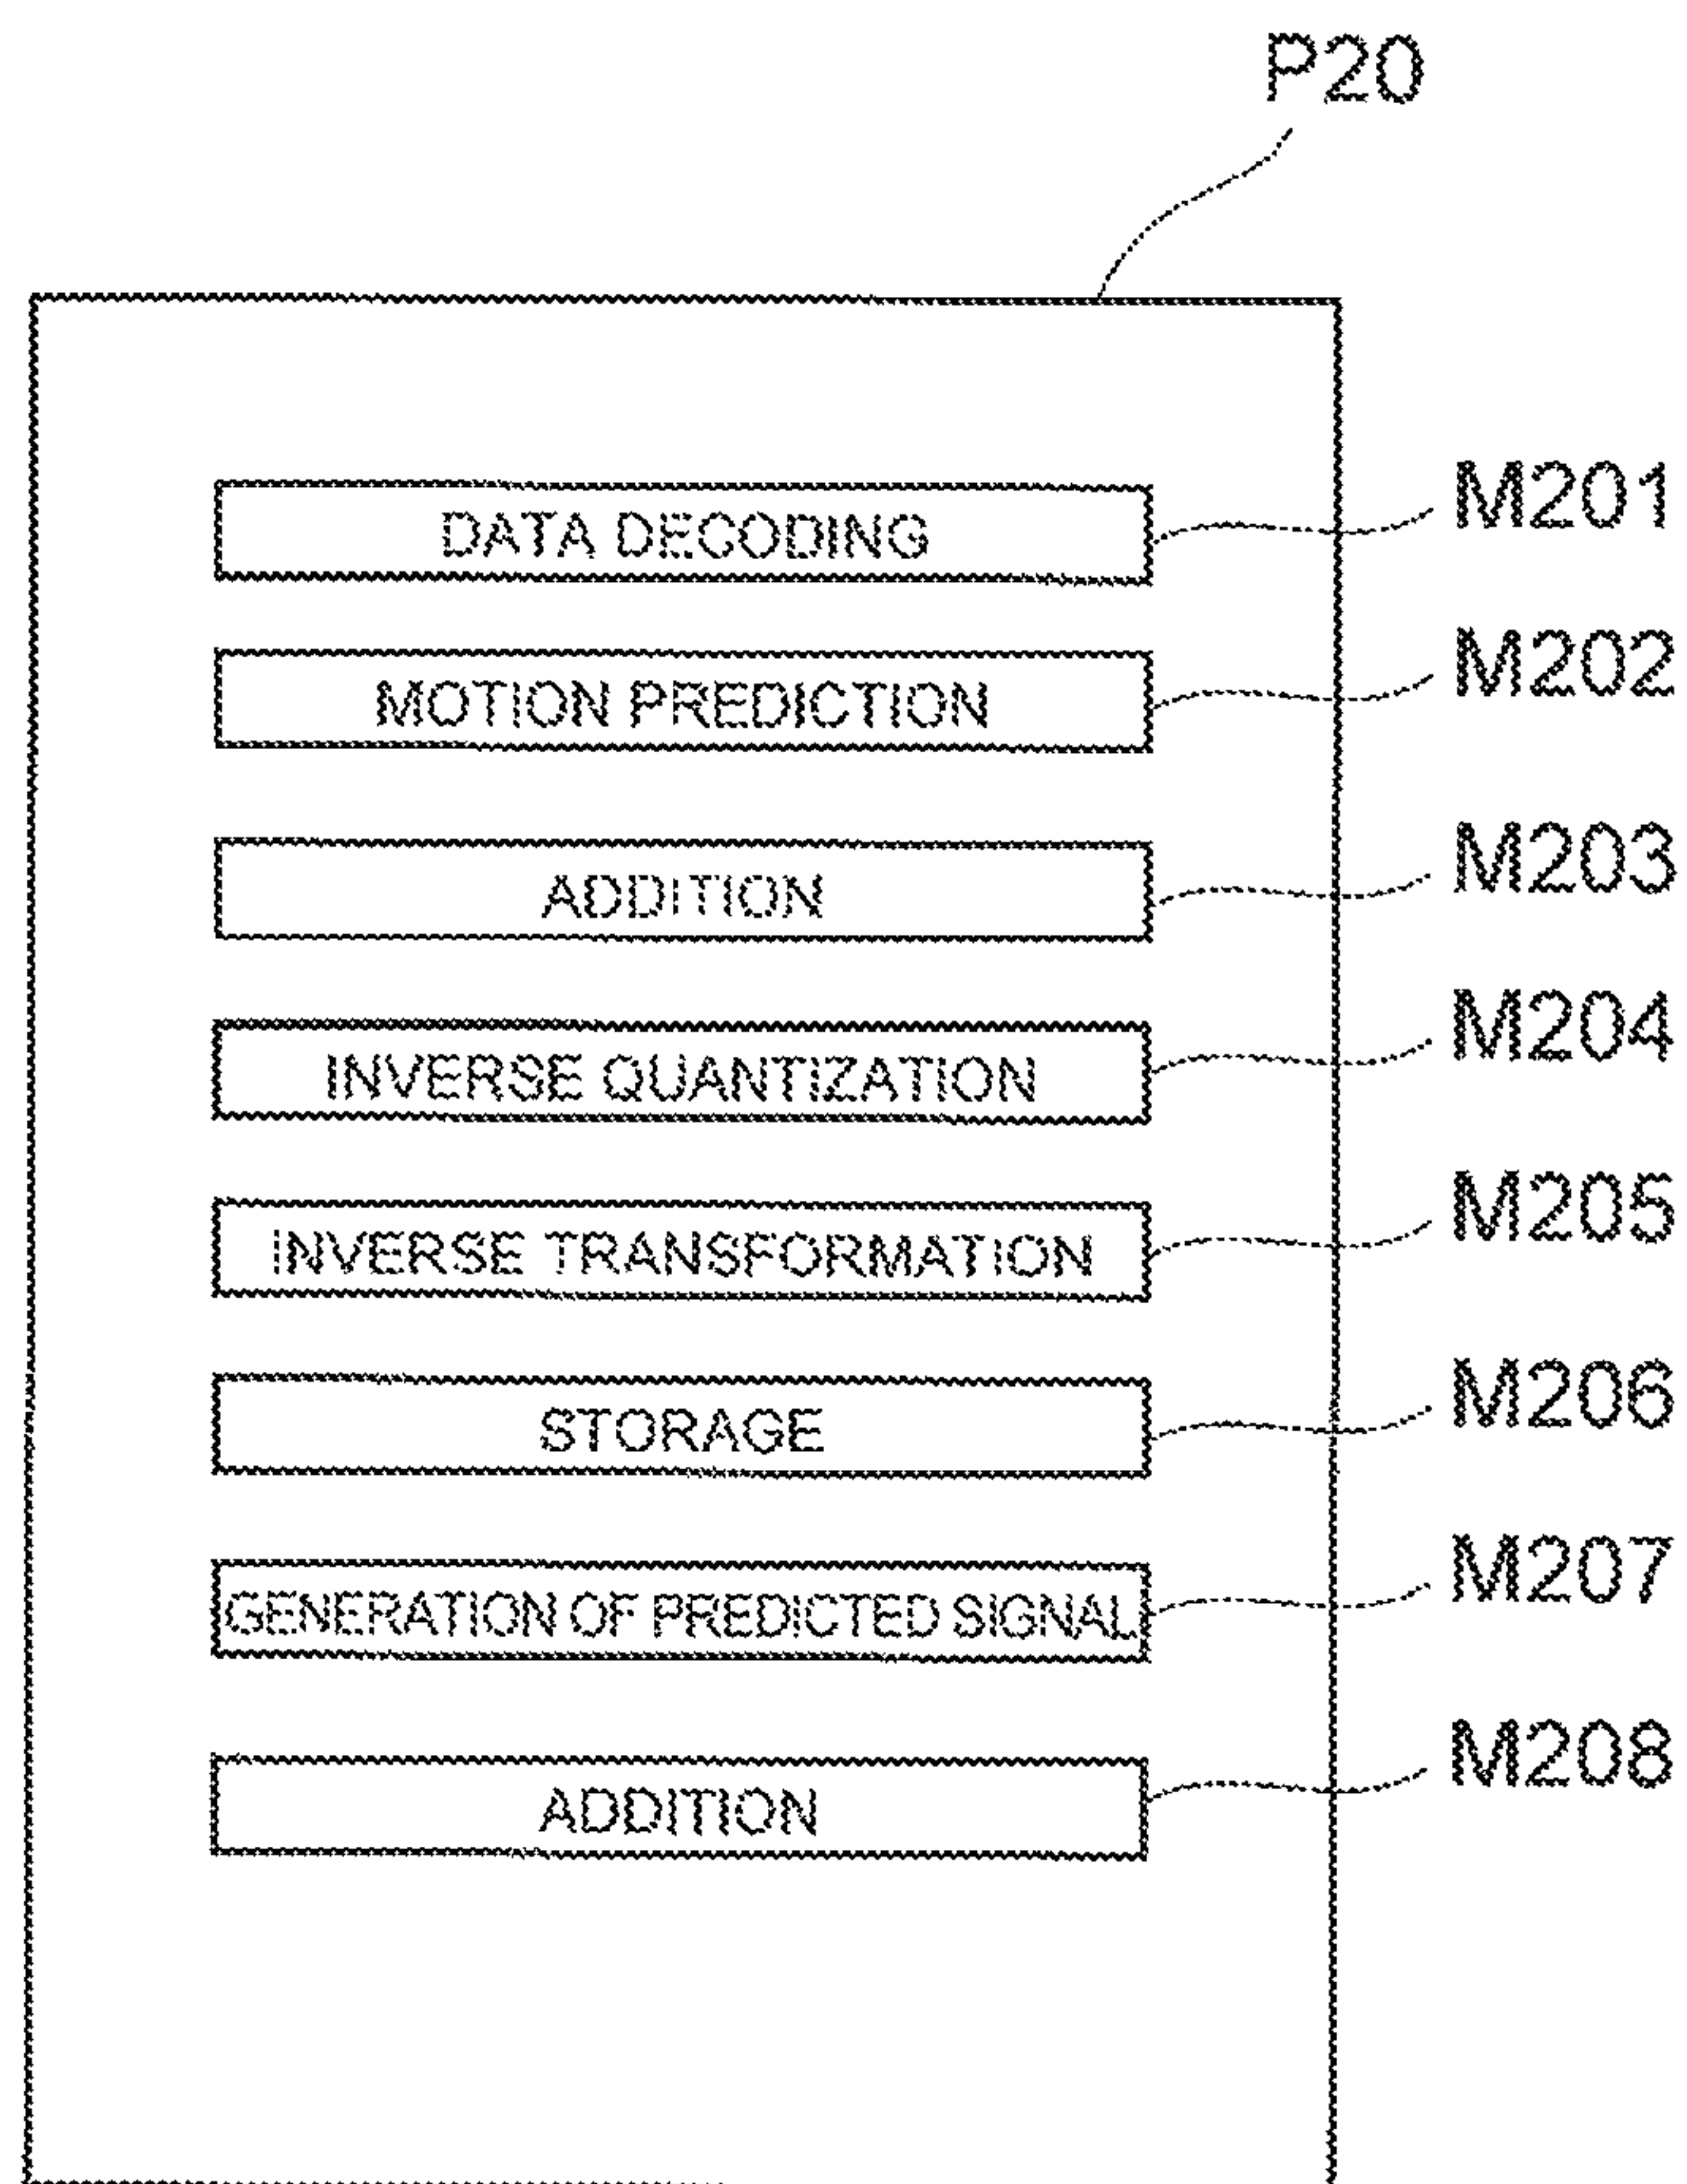 P20
DATA DECODING M201
MOTION PREDICTION M202
ADDITION M203
INVERSE QUANTIZATION M204
INVERSE TRANSFORMATION M205
STORAGE M206
GENERATION OF PREDICTED SIGNAL M207
ADDITION M208